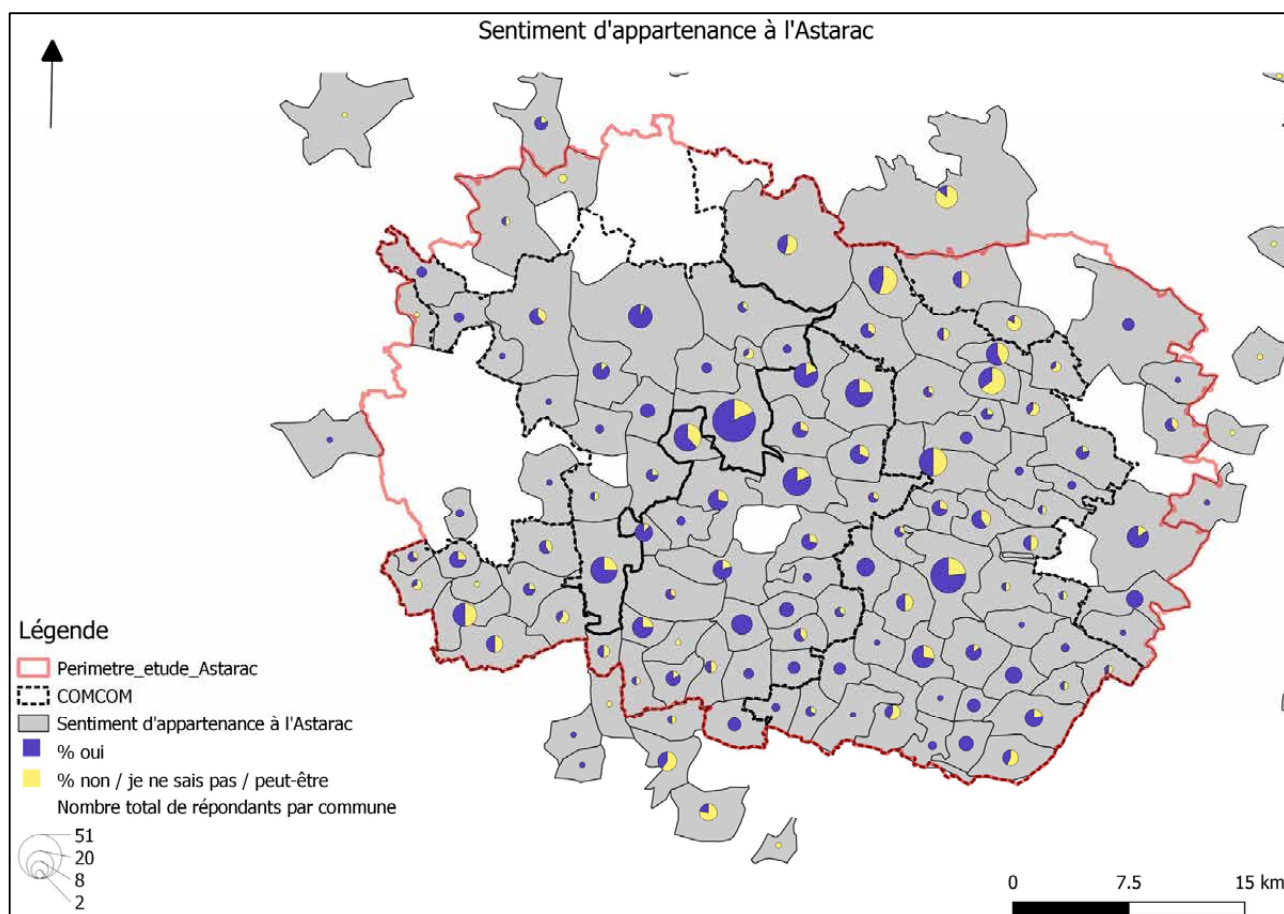 Sentiment d'appartenance à l'Astarac
Légende
Perimetre_etude_Astarac
COMCOM
Sentiment d'appartenance à l'Astarac
% oui
% non / je ne sais pas / peut-être
Nombre total de répondants par commune
51
20
8
2
0 7.5 15 km